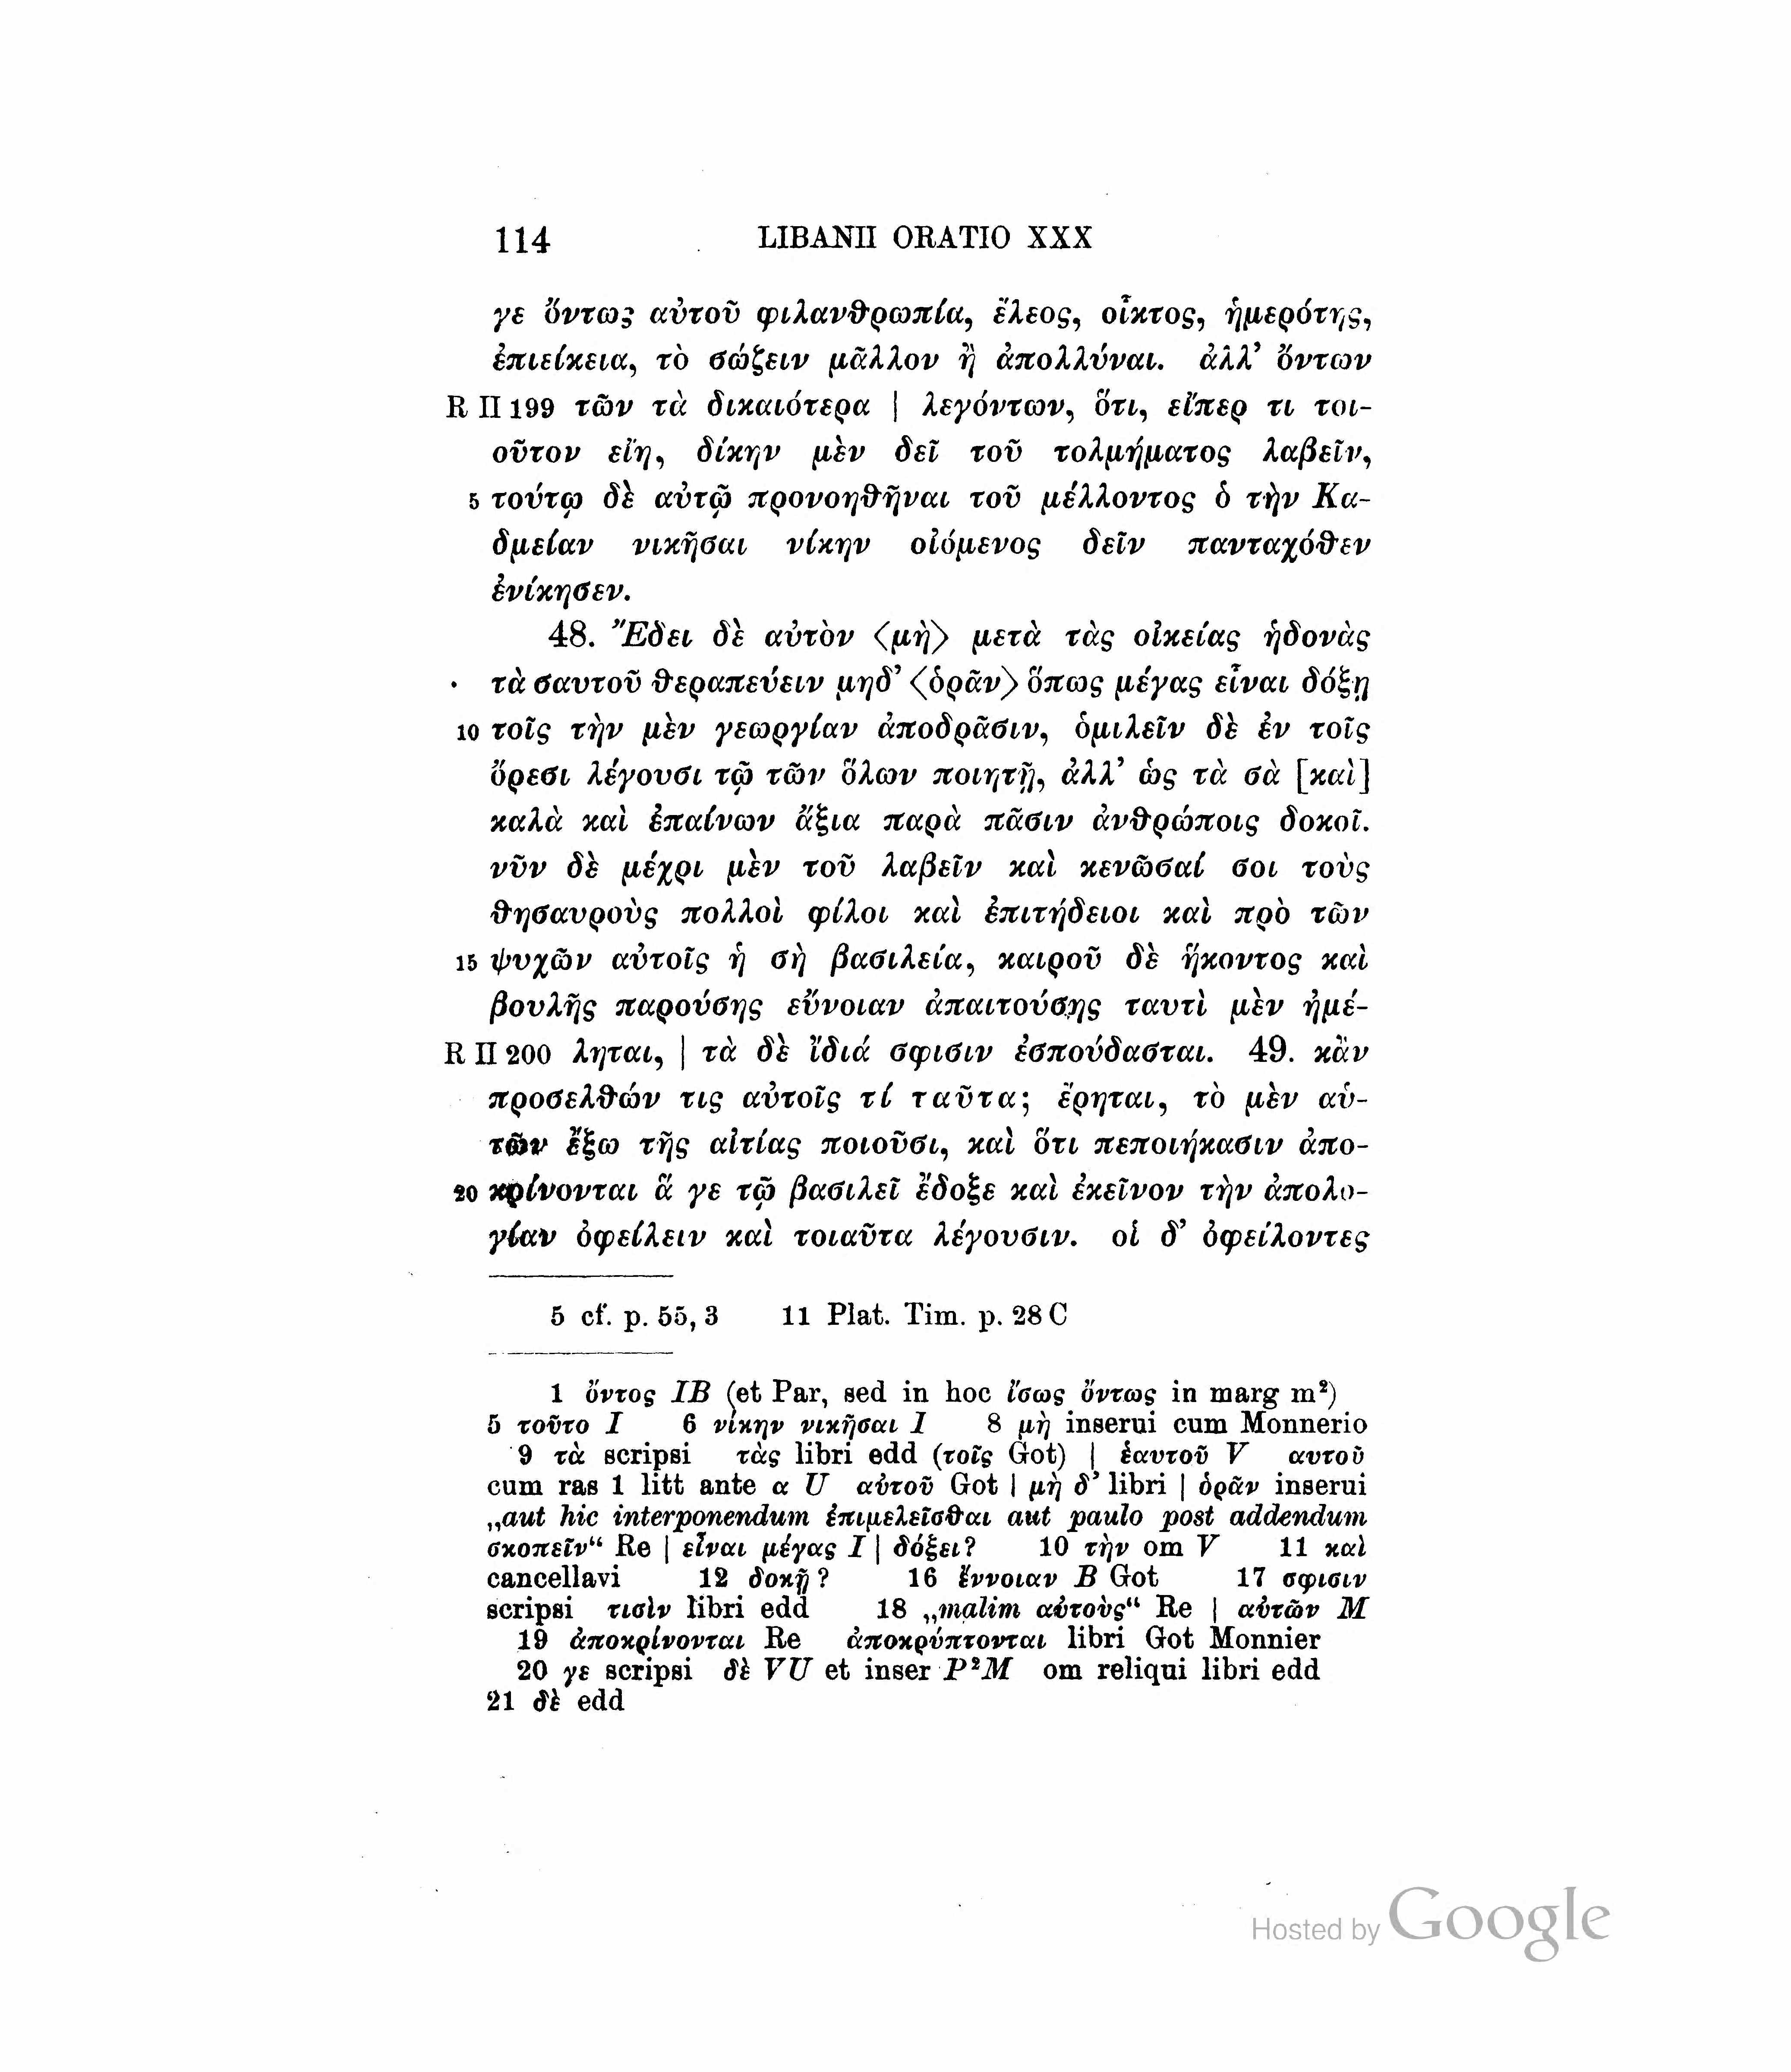 114 LIBANII ORATIO XXX
γε ὄντως αὐτοῦ φιλανθρωπία, ἔλεος, οἶκτος, ἡμερότης,
ἐπιείκεια, τὸ σώζειν μᾶλλον ἢ ἀπολλύναι. ἀλλ’ ὄντων
R II 199 τῶν τὰ δικαιότερα | λεγόντων, ὅτι, εἴπερ τι τοι-
οῦτον εἴη, δίκην μὲν δεῖ τοῦ τολμήματος λαβεῖν,
5 τούτῳ δὲ αὐτῷ προνοηθῆναι τοῦ μέλλοντος ὁ τὴν Κα-
δμείαν νικῆσαι νίκην οἰόμενος δεῖν πανταχόθεν
ἐνίκησεν.
48. Ἔδει δὲ αὐτὸν ⟨μὴ⟩ μετὰ τὰς οἰκείας ἡδονὰς
τὰ σαυτοῦ θεραπεύειν μηδ’ ⟨ὁρᾶν⟩ ὅπως μέγας εἶναι δόξῃ
10 τοῖς τὴν μὲν γεωργίαν ἀποδρᾶσιν, ὁμιλεῖν δὲ ἐν τοῖς
ὄρεσι λέγουσι τῷ τῶν ὅλων ποιητῇ, ἀλλ’ ὡς τὰ σὰ [καὶ]
καλὰ καὶ ἐπαίνων ἄξια παρὰ πᾶσιν ἀνθρώποις δοκοῖ.
νῦν δὲ μέχρι μὲν τοῦ λαβεῖν καὶ κενῶσαί σοι τοὺς
θησαυροὺς πολλοὶ φίλοι καὶ ἐπιτήδειοι καὶ πρὸ τῶν
15 ψυχῶν αὐτοῖς ἡ σὴ βασιλεία, καιροῦ δὲ ἥκοντος καὶ
βουλῆς παρούσης εὔνοιαν ἀπαιτούσης ταυτὶ μὲν ἠμέ-
R II 200 ληται, | τὰ δὲ ἴδιά σφισιν ἐσπούδασται. 49. κἂν
προσελθών τις αὐτοῖς τί ταῦτα; ἔρηται, τὸ μὲν αὑ-
τῶν ἔξω τῆς αἰτίας ποιοῦσι, καὶ ὅτι πεποιήκασιν ἀπο-
20 κρίνονται ἅ γε τῷ βασιλεῖ ἔδοξε καὶ ἐκεῖνον τὴν ἀπολο-
γίαν ὀφείλειν καὶ τοιαῦτα λέγουσιν. οἱ δ’ ὀφείλοντες
5 cf. p. 55, 3 11 Plat. Tim. p. 28 C
1 ὄντος IB (et Par, sed in hoc ἴσως ὄντως in marg m²)
5 τοῦτο I 6 νίκην νικῆσαι I 8 μὴ inserui cum Monnerio
9 τὰ scripsi τὰς libri edd (τοῖς Got) | ἑαυτοῦ V αυτοῦ
cum ras 1 litt ante α U αὑτοῦ Got | μὴ δ’ libri | ὁρᾶν inserui
„aut hic interponendum ἐπιμελεῖσθαι aut paulo post addendum
σκοπεῖν“ Re | εἶναι μέγας I | δόξει? 10 τὴν om V 11 καὶ
cancellavi 12 δοκῇ? 16 ἔννοιαν B Got 17 σφισιν
scripsi τισὶν libri edd 18 „malim αὑτοὺς“ Re | αὐτῶν M
19 ἀποκρίνονται Re ἀποκρύπτονται libri Got Monnier
20 γε scripsi δὲ VU et inser P²M om reliqui libri edd
21 δὲ edd
Hosted by Google